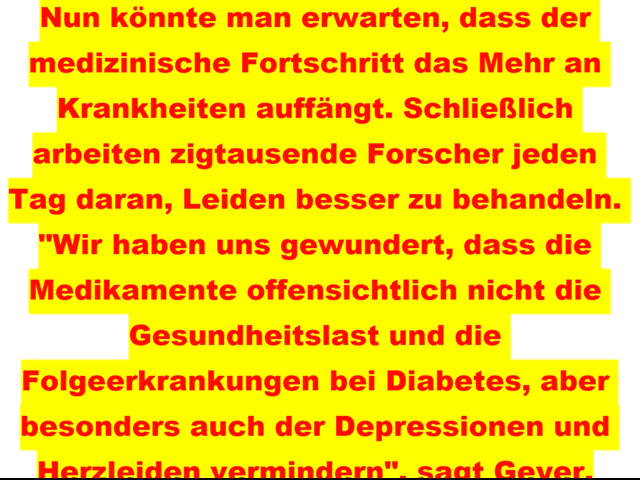 Nun könnte man erwarten, dass der
medizinische Fortschritt das Mehr an
Krankheiten auffängt. Schließlich
arbeiten zigtausende Forscher jeden
Tag daran, Leiden besser zu behandeln.
"Wir haben uns gewundert, dass die
Medikamente offensichtlich nicht die
Gesundheitslast und die
Folgeerkrankungen bei Diabetes, aber
besonders auch der Depressionen und
Herzleiden vermindern", sagt Geyer.